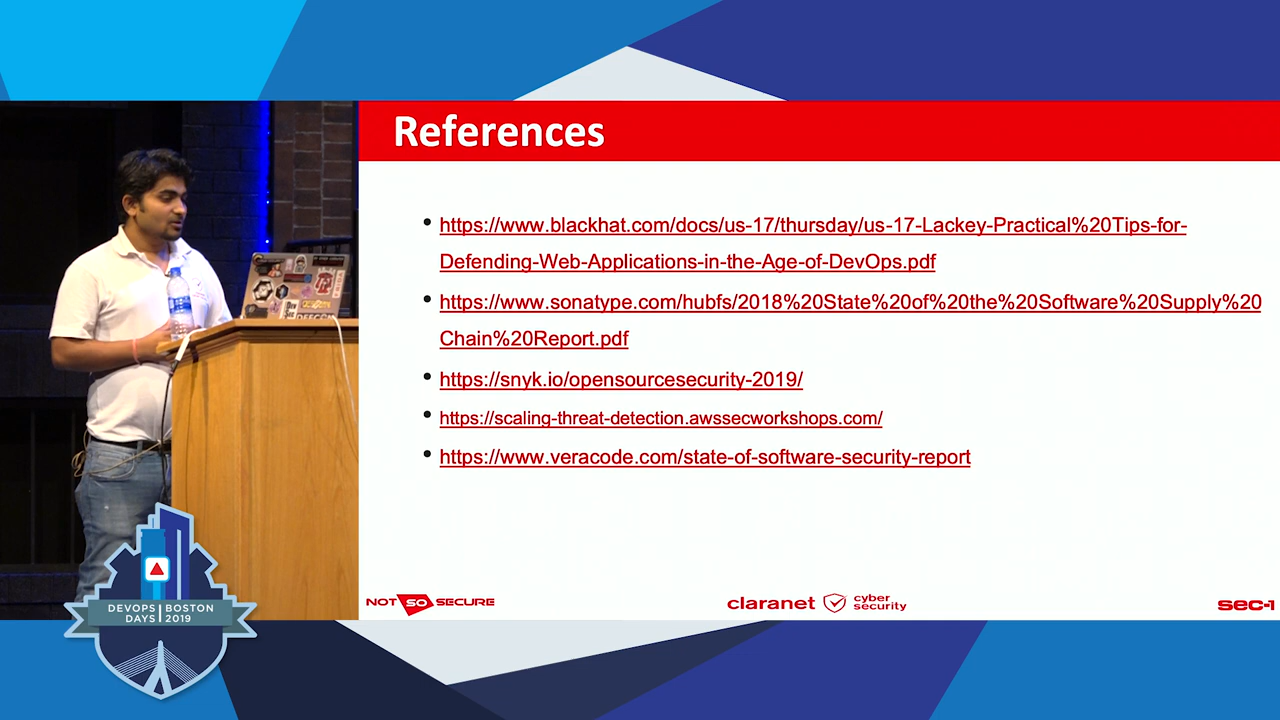 References
https://www.blackhat.com/docs/us-17/thursday/us-17-Lackey-Practical%20Tips-for-
Defending-Web-Applications-in-the-Age-of-DevOps.pdf
https://www.sonatype.com/hubfs/2018%20State%20of%20the%20Software%20Supply%20
Chain%20Report.pdf
https://snyk.io/opensourcesecurity-2019/
https://scaling-threat-detection.awssecworkshops.com/
https://www.veracode.com/state-of-software-security-report
NOT SO SECURE
claranet cyber
security
sec-1
DEVOPS BOSTON
DAYS 2019